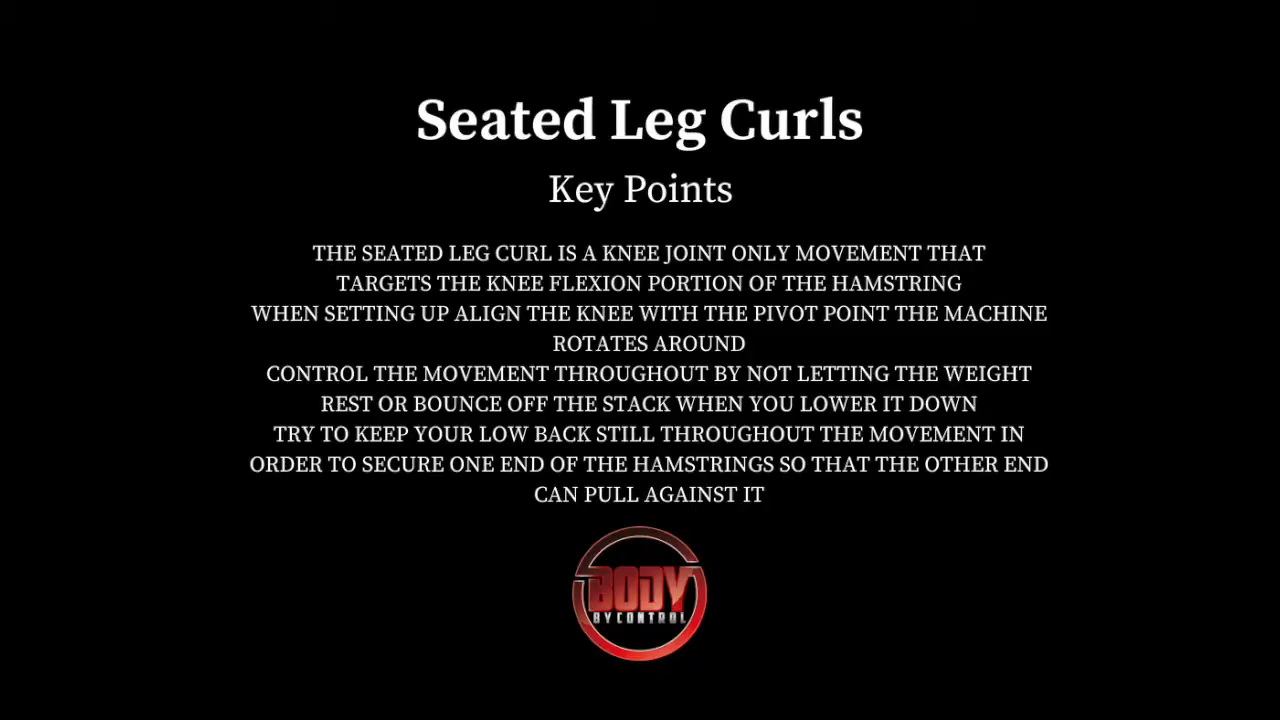 Seated Leg Curls
Key Points
THE SEATED LEG CURL IS A KNEE JOINT ONLY MOVEMENT THAT
TARGETS THE KNEE FLEXION PORTION OF THE HAMSTRING
WHEN SETTING UP ALIGN THE KNEE WITH THE PIVOT POINT THE MACHINE
ROTATES AROUND
CONTROL THE MOVEMENT THROUGHOUT BY NOT LETTING THE WEIGHT
REST OR BOUNCE OFF THE STACK WHEN YOU LOWER IT DOWN
TRY TO KEEP YOUR LOW BACK STILL THROUGHOUT THE MOVEMENT IN
ORDER TO SECURE ONE END OF THE HAMSTRINGS SO THAT THE OTHER END
CAN PULL AGAINST IT
BODY
BY CONTROL